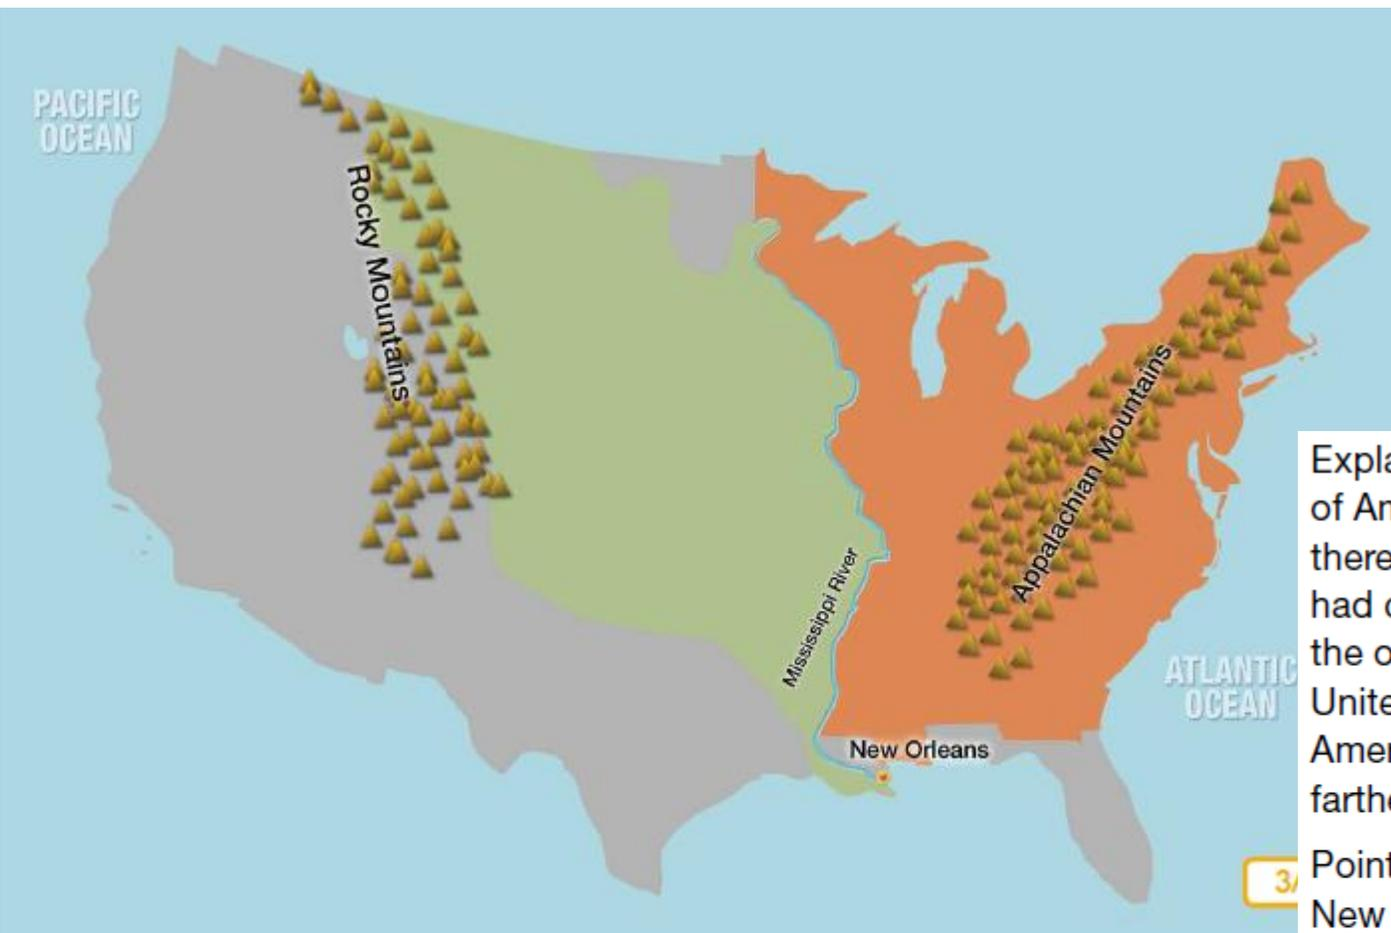 PACIFIC
OCEAN
Rocky Mountains
Mississippi River
Appalachian Mountains
New Orleans
ATLANTIC
OCEAN
3/
Expla
of Am
there
had
the o
Unite
Amer
farthe
Point
New